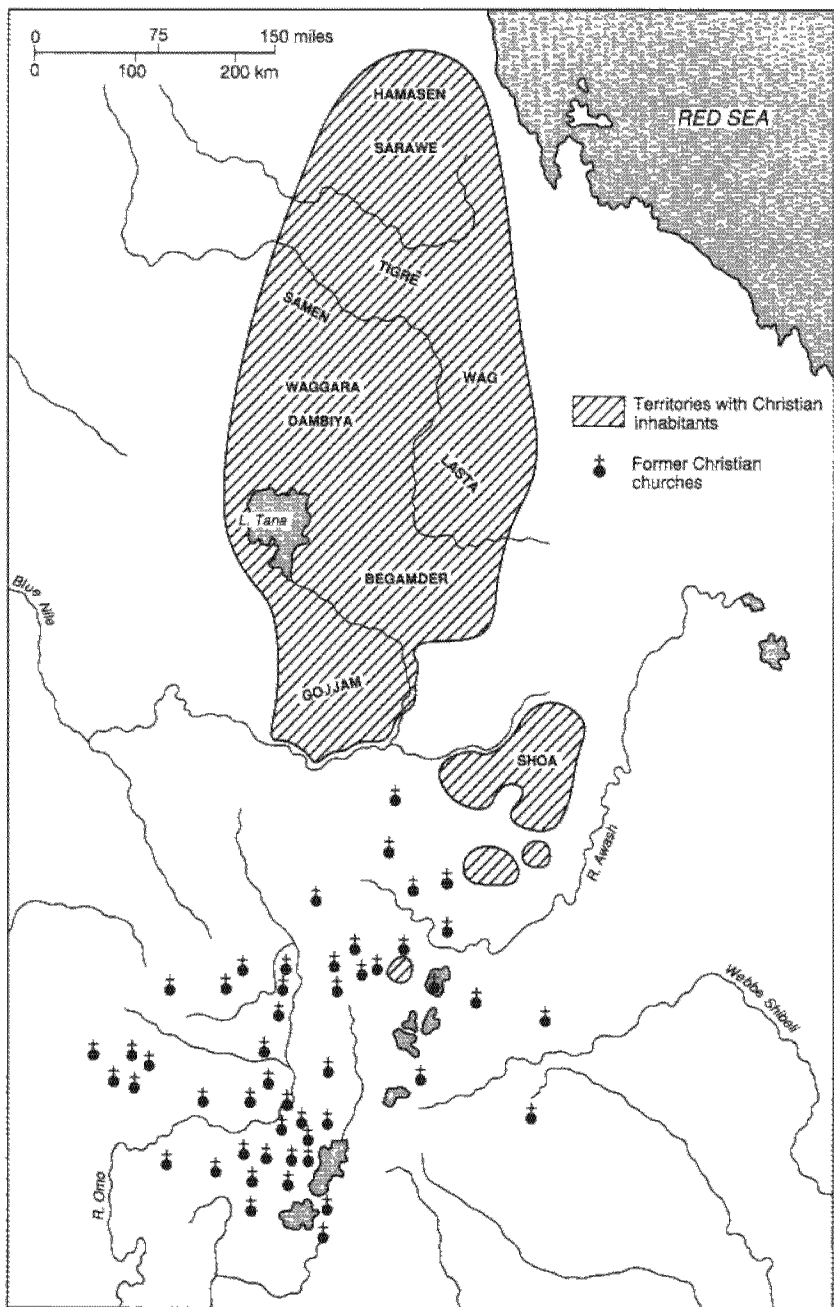 0 75 150 miles
0 100 200 km
RED SEA
HAMASEN
SARAWE
TIGRÉ
SAMEN
WAG
WAGGARA
DAMBIYA
LASTA
Territories with Christian
inhabitants
Former Christian
churches
L. Tana
BEGAMDER
Blue Nile
GOJJAM
SHOA
R. Awash
Webbe Shibeli
R. Omo